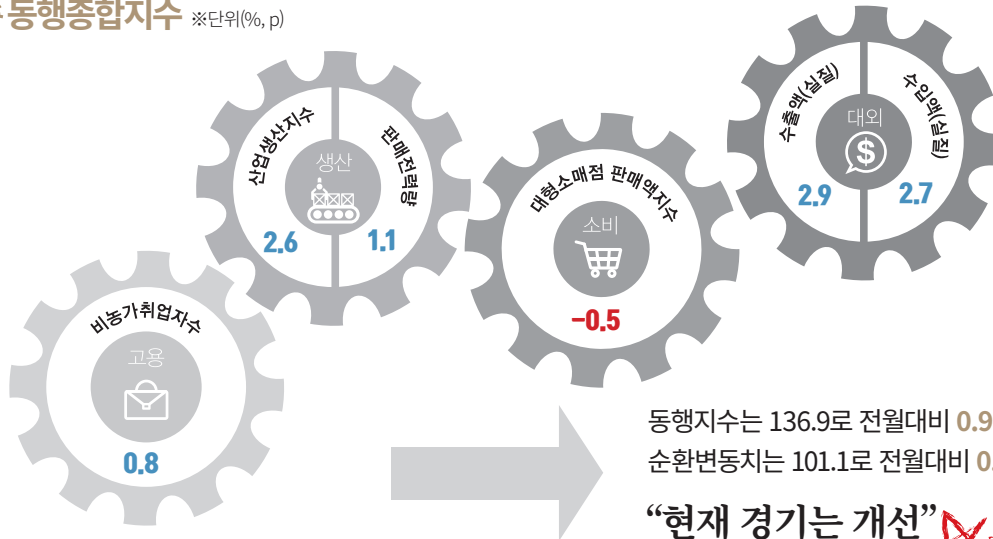 동행종합지수 ※단위(%, p)
비농가취업자수
고용
0.8
산업생산지수
판매전력량
생산
2.6
1.1
대형소매점 판매액지수
소비
-0.5
수출액(실질)
수입액(실질)
대외
$
2.9
2.7
동행지수는 136.9로 전월대비 0.9
순환변동치는 101.1로 전월대비 0.
“현재 경기는 개선”